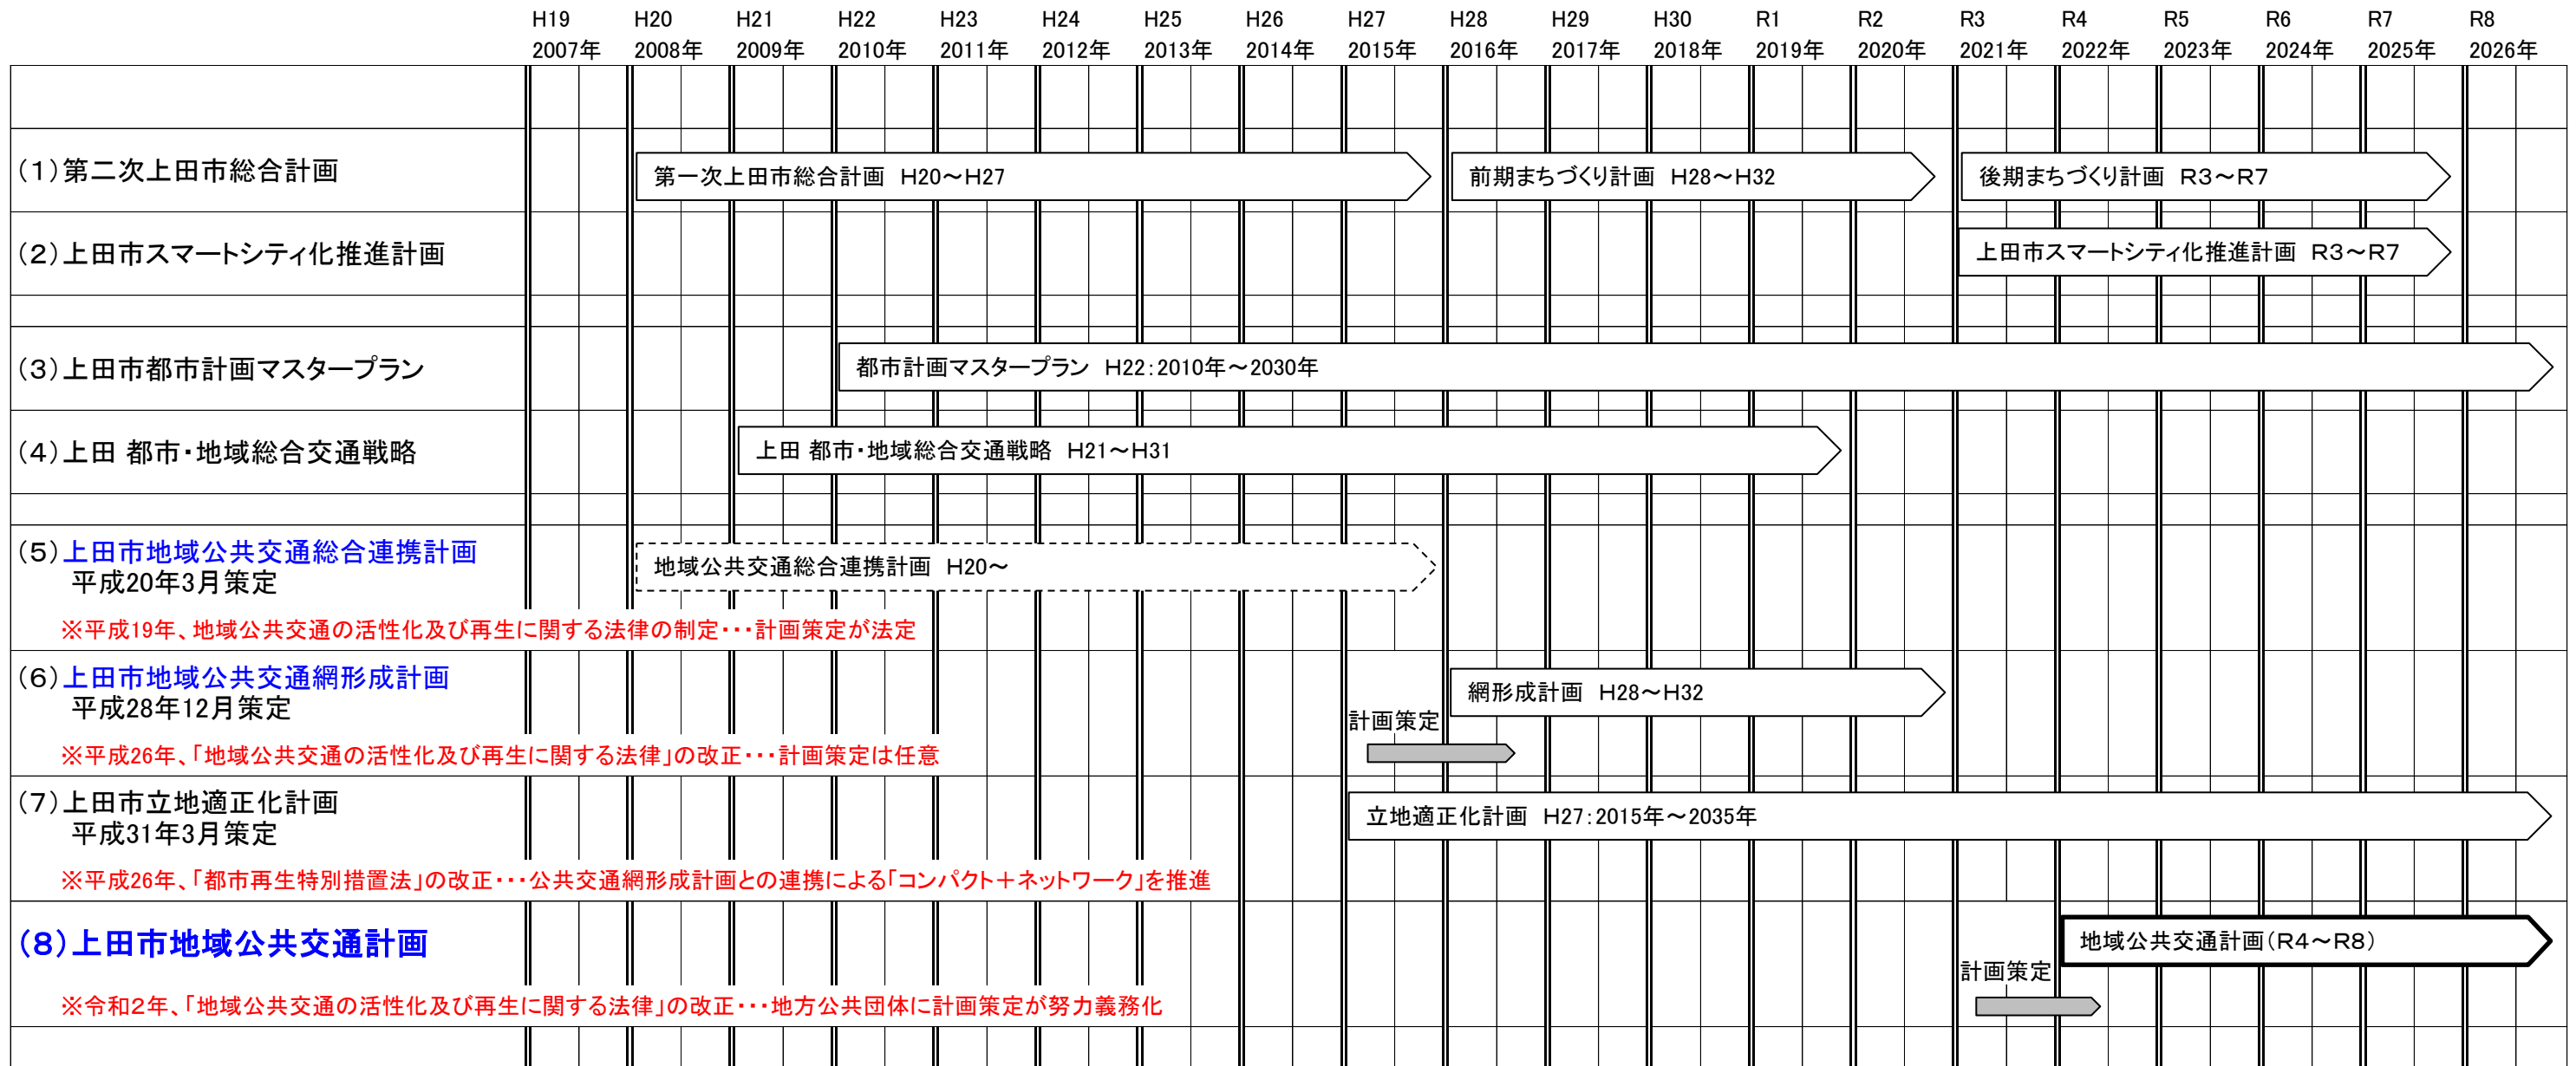 H19 H20 H21 H22 H23 H24 H25 H26 H27 H28 H29 H30 R1 R2 R3 R4 R5 R6 R7 R8
2007年 2008年 2009年 2010年 2011年 2012年 2013年 2014年 2015年 2016年 2017年 2018年 2019年 2020年 2021年 2022年 2023年 2024年 2025年 2026年
（１）第二次上田市総合計画
第一次上田市総合計画　H20～H27
前期まちづくり計画　H28～H32
後期まちづくり計画　R３～R７
（２）上田市スマートシティ化推進計画
上田市スマートシティ化推進計画　R３～R７
（３）上田市都市計画マスタープラン
都市計画マスタープラン　H22：2010年～2030年
（４）上田 都市・地域総合交通戦略
上田 都市・地域総合交通戦略　H21～H31
（５）上田市地域公共交通総合連携計画
平成20年3月策定
地域公共交通総合連携計画　H20～
※平成19年、地域公共交通の活性化及び再生に関する法律の制定・・・計画策定が法定
（６）上田市地域公共交通網形成計画
平成28年12月策定
網形成計画　H28～H32
計画策定
※平成26年、「地域公共交通の活性化及び再生に関する法律」の改正・・・計画策定は任意
（７）上田市立地適正化計画
平成31年3月策定
立地適正化計画　H27：2015年～2035年
※平成26年、「都市再生特別措置法」の改正・・・公共交通網形成計画との連携による「コンパクト＋ネットワーク」を推進
（８）上田市地域公共交通計画
地域公共交通計画（R４～R８）
計画策定
※令和２年、「地域公共交通の活性化及び再生に関する法律」の改正・・・地方公共団体に計画策定が努力義務化